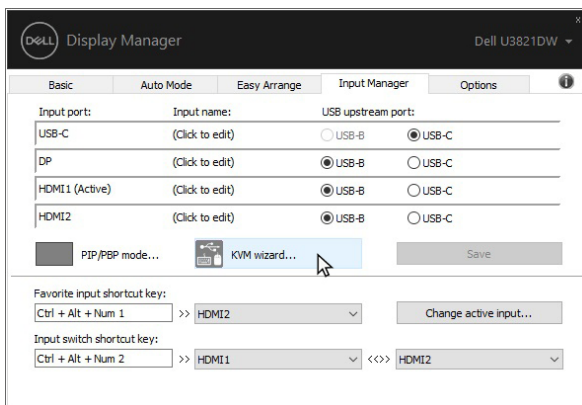 x
DELL Display Manager Dell U3821DW
Basic Auto Mode Easy Arrange Input Manager Options
Input port: Input name: USB upstream port:
USB-C (Click to edit) USB-B USB-C
DP (Click to edit) USB-B USB-C
HDMI1 (Active) (Click to edit) USB-B USB-C
HDMI2 (Click to edit) USB-B USB-C
PIP/PBP mode... KVM wizard... Save
Favorite input shortcut key:
Ctrl + Alt + Num 1 >> HDMI2 Change active input...
Input switch shortcut key:
Ctrl + Alt + Num 2 >> HDMI1 <<>> HDMI2